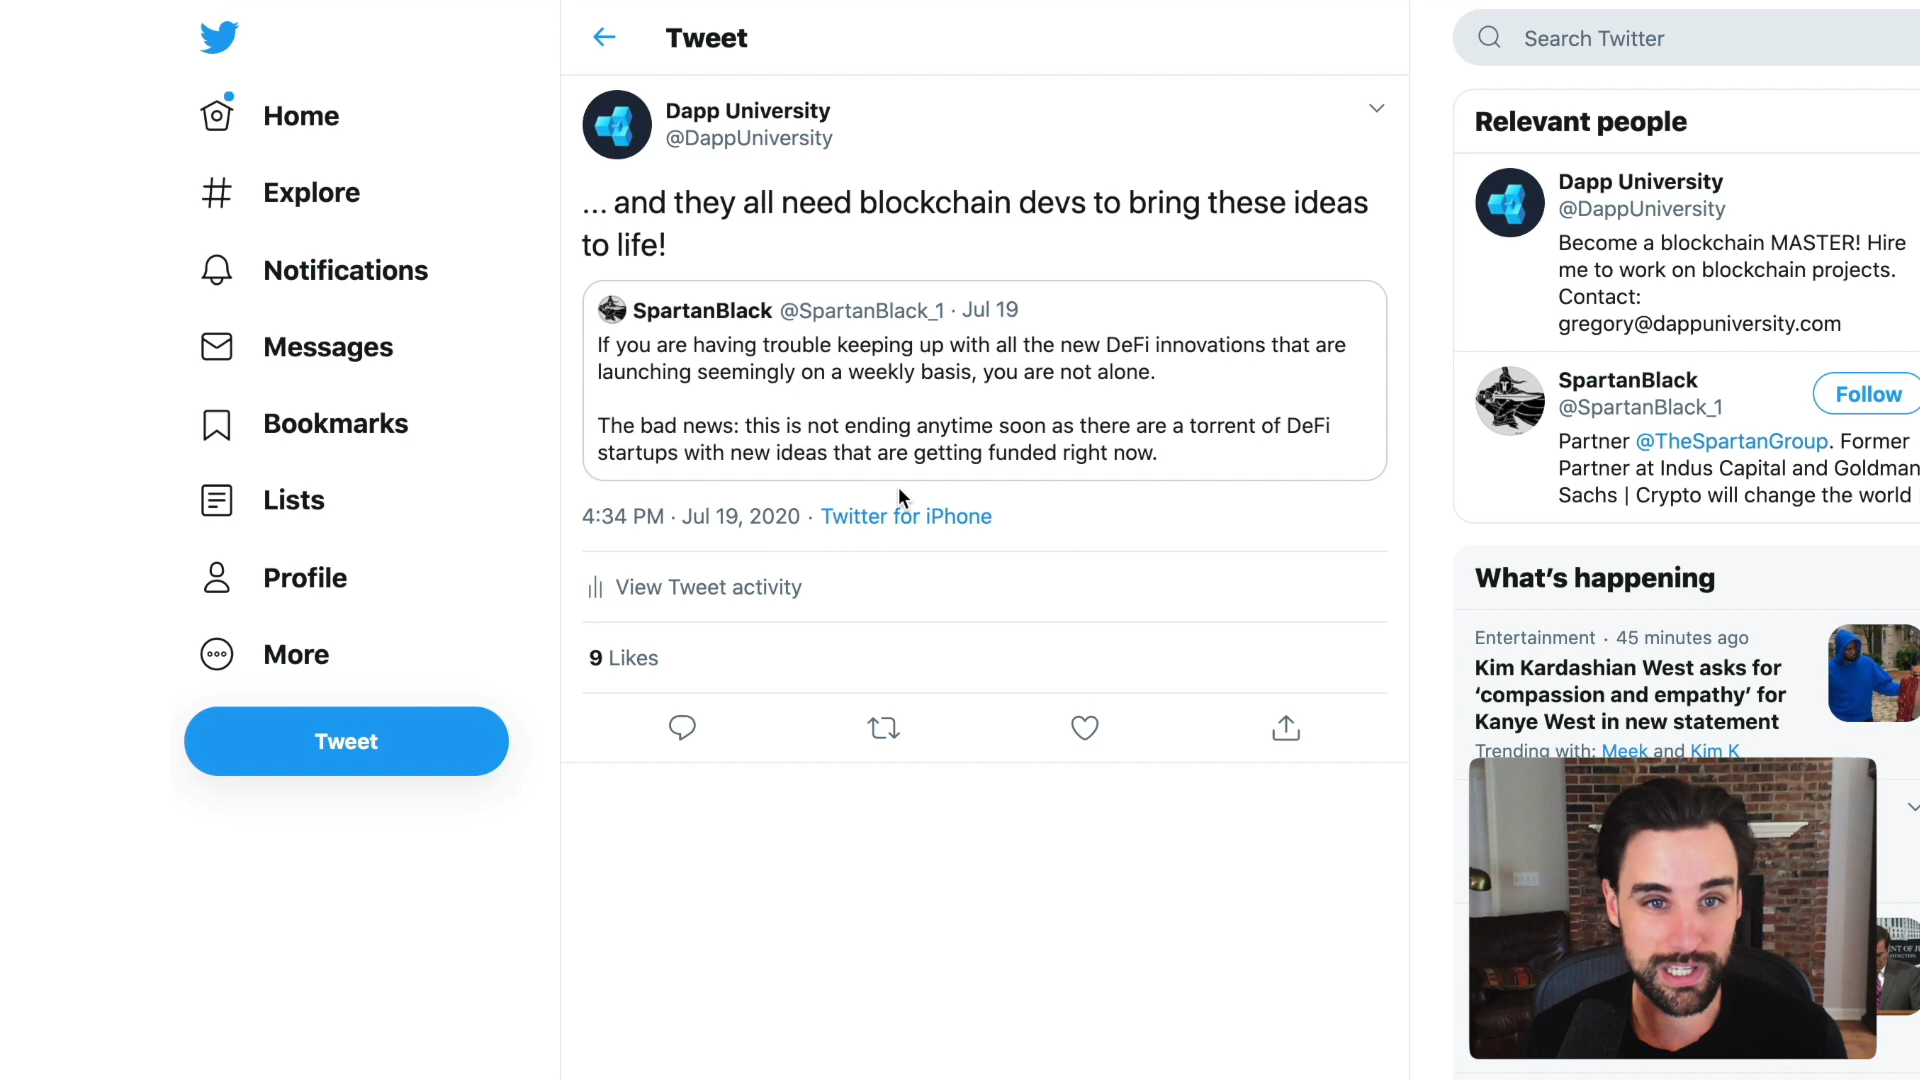 Home
Explore
Notifications
Messages
Bookmarks
Lists
Profile
More
Tweet
Tweet
Dapp University
@DappUniversity
... and they all need blockchain devs to bring these ideas
to life!
SpartanBlack @SpartanBlack_1 · Jul 19
If you are having trouble keeping up with all the new DeFi innovations that are
launching seemingly on a weekly basis, you are not alone.
The bad news: this is not ending anytime soon as there are a torrent of DeFi
startups with new ideas that are getting funded right now.
4:34 PM · Jul 19, 2020 · Twitter for iPhone
View Tweet activity
9 Likes
Search Twitter
Relevant people
Dapp University
@DappUniversity
Become a blockchain MASTER! Hire
me to work on blockchain projects.
Contact:
gregory@dappuniversity.com
SpartanBlack
@SpartanBlack_1
Follow
Partner @TheSpartanGroup. Former
Partner at Indus Capital and Goldman
Sachs | Crypto will change the world
What's happening
Entertainment · 45 minutes ago
Kim Kardashian West asks for
‘compassion and empathy’ for
Kanye West in new statement
Trending with: Meek and Kim K